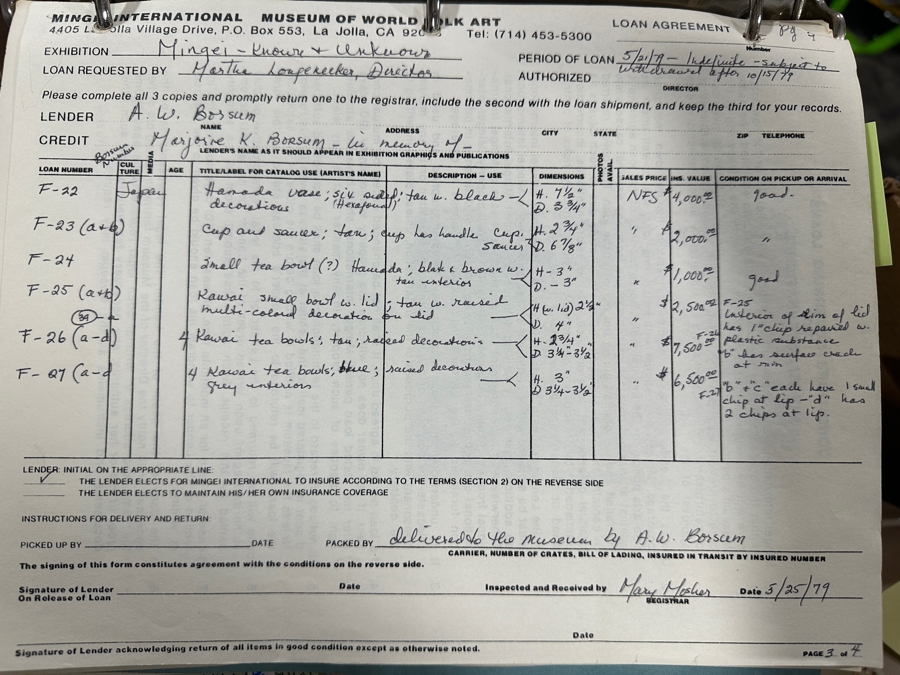 MINGEI INTERNATIONAL MUSEUM OF WORLD FOLK ART
4405 La Jolla Village Drive, P.O. Box 553, La Jolla, CA 920 Tel: (714) 453-5300
LOAN AGREEMENT
Pg 4
Number
EXHIBITION Mingei - Known & Unknown
PERIOD OF LOAN 5/21/79 - Indefinite - subject to
withdrawal after 10/15/79
LOAN REQUESTED BY Martha Longenecker, Director
AUTHORIZED
DIRECTOR
Please complete all 3 copies and promptly return one to the registrar, include the second with the loan shipment, and keep the third for your records.
LENDER A. W. Borsum
NAME ADDRESS CITY STATE ZIP TELEPHONE
CREDIT Marjorie K. Borsum - in memory of -
LENDER'S NAME AS IT SHOULD APPEAR IN EXHIBITION GRAPHICS AND PUBLICATIONS
Borsum Number
LOAN NUMBER CULTURE MEDIA AGE TITLE/LABEL FOR CATALOG USE (ARTIST'S NAME) DESCRIPTION - USE DIMENSIONS PHOTOS AVAIL. SALES PRICE INS. VALUE CONDITION ON PICKUP OR ARRIVAL
F-22 Japan Hamada vase; six sided; tan w. black H. 7 1/2" NFS $4,000.00 good.
decorations (Hexagonal) D. 3 3/4"
F-23 (a+b) Cup and saucer; tan; cup has handle Cup. H. 2 3/4" " $2,000.00 "
saucer D. 6 7/8"
F-24 Small tea bowl (?) Hamada; black & brown w. H - 3" " $1,000.00 good
tan interior D. - 3"
F-25 (a+b) Kawai small bowl w. lid; tan w. raised H (w. lid) 2 1/2" " $2,500.00 F-25
multi-colored decoration on lid D. 4"
Interior of rim of lid
has 1" chip repaired w.
plastic substance
39
F-26 (a-d) 4 Kawai tea bowls; tan; raised decorations H. 2 3/4" " $7,500.00 F-26
D 3 1/4 - 3 1/2"
"b" has surface crack
at rim
F-27 (a-d 4 Kawai tea bowls; blue; raised decorations H. 3" " $6,500.00
grey interiors D 3 1/4 - 3 1/2"
F-27 "b" + "c" each have 1 small
chip at lip - "d" has
2 chips at lip.
LENDER: INITIAL ON THE APPROPRIATE LINE:
✓ THE LENDER ELECTS FOR MINGEI INTERNATIONAL TO INSURE ACCORDING TO THE TERMS (SECTION 2) ON THE REVERSE SIDE
THE LENDER ELECTS TO MAINTAIN HIS/HER OWN INSURANCE COVERAGE
INSTRUCTIONS FOR DELIVERY AND RETURN:
PICKED UP BY DATE PACKED BY delivered to the museum by A.W. Borsum
CARRIER, NUMBER OF CRATES, BILL OF LADING, INSURED IN TRANSIT BY INSURED NUMBER
The signing of this form constitutes agreement with the conditions on the reverse side.
Signature of Lender
On Release of Loan
Date
Inspected and Received by Mary Mosher Date 5/25/79
REGISTRAR
Date
Signature of Lender acknowledging return of all items in good condition except as otherwise noted.
PAGE 3 of 4